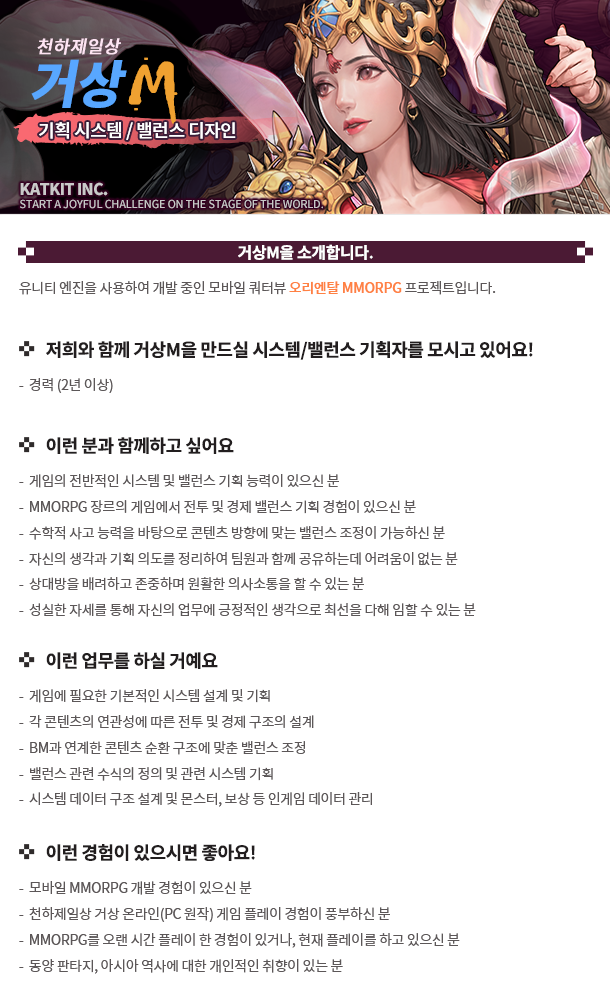 천하제일상
거상M
기획 시스템 / 밸런스 디자인
KATKIT INC.
START A JOYFUL CHALLENGE ON THE STAGE OF THE WORLD.
거상M을 소개합니다.
유니티 엔진을 사용하여 개발 중인 모바일 쿼터뷰 오리엔탈 MMORPG 프로젝트입니다.
저희와 함께 거상M을 만드실 시스템/밸런스 기획자를 모시고 있어요!
- 경력 (2년 이상)
이런 분과 함께하고 싶어요
- 게임의 전반적인 시스템 및 밸런스 기획 능력이 있으신 분
- MMORPG 장르의 게임에서 전투 및 경제 밸런스 기획 경험이 있으신 분
- 수학적 사고 능력을 바탕으로 콘텐츠 방향에 맞는 밸런스 조정이 가능하신 분
- 자신의 생각과 기획 의도를 정리하여 팀원과 함께 공유하는데 어려움이 없는 분
- 상대방을 배려하고 존중하며 원활한 의사소통을 할 수 있는 분
- 성실한 자세를 통해 자신의 업무에 긍정적인 생각으로 최선을 다해 임할 수 있는 분
이런 업무를 하실 거예요
- 게임에 필요한 기본적인 시스템 설계 및 기획
- 각 콘텐츠의 연관성에 따른 전투 및 경제 구조의 설계
- BM과 연계한 콘텐츠 순환 구조에 맞춘 밸런스 조정
- 밸런스 관련 수식의 정의 및 관련 시스템 기획
- 시스템 데이터 구조 설계 및 몬스터, 보상 등 인게임 데이터 관리
이런 경험이 있으시면 좋아요!
- 모바일 MMORPG 개발 경험이 있으신 분
- 천하제일상 거상 온라인(PC 원작) 게임 플레이 경험이 풍부하신 분
- MMORPG를 오랜 시간 플레이 한 경험이 있거나, 현재 플레이를 하고 있으신 분
- 동양 판타지, 아시아 역사에 대한 개인적인 취향이 있는 분